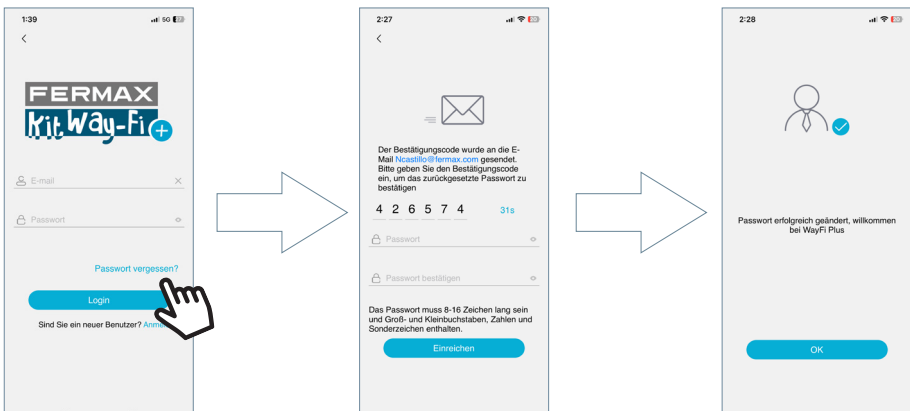 1:39
5G 27
FERMAX
Kit Way-Fi +
E-mail
Passwort
Passwort vergessen?
Login
Sind Sie ein neuer Benutzer?
2:27
20
Der Bestätigungscode wurde an die E-
Mail Ncastillo@fermax.com gesendet.
Bitte geben Sie den Bestätigungscode
ein, um das zurückgesetzte Passwort zu
bestätigen
4 2 6 5 7 4 31s
Passwort
Passwort bestätigen
Das Passwort muss 8-16 Zeichen lang sein
und Groß- und Kleinbuchstaben, Zahlen und
Sonderzeichen enthalten.
Einreichen
2:28
20
Passwort erfolgreich geändert, willkommen
bei WayFi Plus
OK